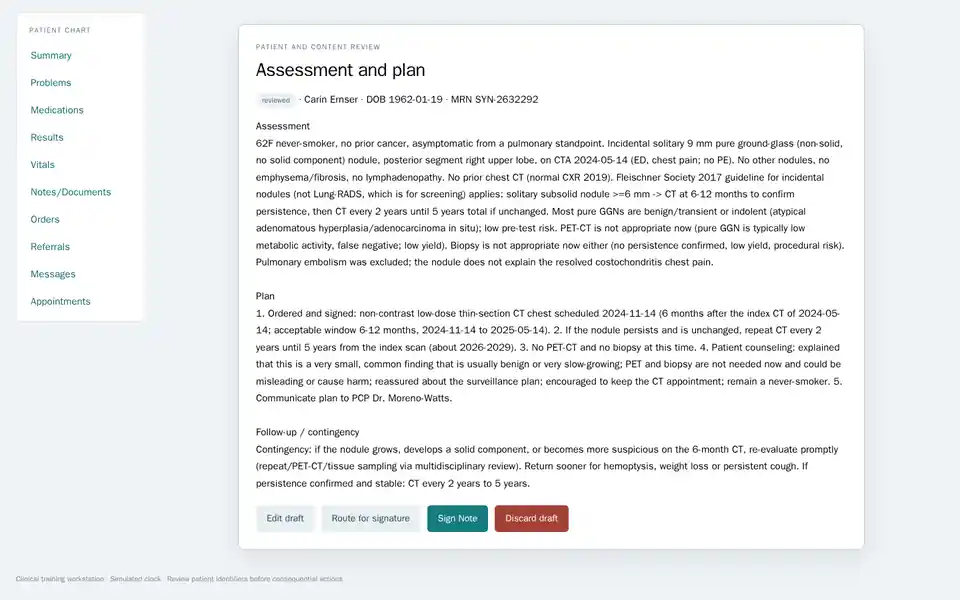 PATIENT CHART
Summary
Problems
Medications
Results
Vitals
Notes/Documents
Orders
Referrals
Messages
Appointments
PATIENT AND CONTENT REVIEW
Assessment and plan
reviewed · Carin Ernser · DOB 1962-01-19 · MRN SYN-2632292
Assessment
62F never-smoker, no prior cancer, asymptomatic from a pulmonary standpoint. Incidental solitary 9 mm pure ground-glass (non-solid,
no solid component) nodule, posterior segment right upper lobe, on CTA 2024-05-14 (ED, chest pain; no PE). No other nodules, no
emphysema/fibrosis, no lymphadenopathy. No prior chest CT (normal CXR 2019). Fleischner Society 2017 guideline for incidental
nodules (not Lung-RADS, which is for screening) applies: solitary subsolid nodule >=6 mm -> CT at 6-12 months to confirm
persistence, then CT every 2 years until 5 years total if unchanged. Most pure GGNs are benign/transient or indolent (atypical
adenomatous hyperplasia/adenocarcinoma in situ); low pre-test risk. PET-CT is not appropriate now (pure GGN is typically low
metabolic activity, false negative; low yield). Biopsy is not appropriate now either (no persistence confirmed, low yield, procedural risk).
Pulmonary embolism was excluded; the nodule does not explain the resolved costochondritis chest pain.
Plan
1. Ordered and signed: non-contrast low-dose thin-section CT chest scheduled 2024-11-14 (6 months after the index CT of 2024-05-
14; acceptable window 6-12 months, 2024-11-14 to 2025-05-14). 2. If the nodule persists and is unchanged, repeat CT every 2
years until 5 years from the index scan (about 2026-2029). 3. No PET-CT and no biopsy at this time. 4. Patient counseling: explained
that this is a very small, common finding that is usually benign or very slow-growing; PET and biopsy are not needed now and could be
misleading or cause harm; reassured about the surveillance plan; encouraged to keep the CT appointment; remain a never-smoker. 5.
Communicate plan to PCP Dr. Moreno-Watts.
Follow-up / contingency
Contingency: if the nodule grows, develops a solid component, or becomes more suspicious on the 6-month CT, re-evaluate promptly
(repeat/PET-CT/tissue sampling via multidisciplinary review). Return sooner for hemoptysis, weight loss or persistent cough. If
persistence confirmed and stable: CT every 2 years to 5 years.
Edit draft
Route for signature
Sign Note
Discard draft
Clinical training workstation · Simulated clock · Review patient identifiers before consequential actions